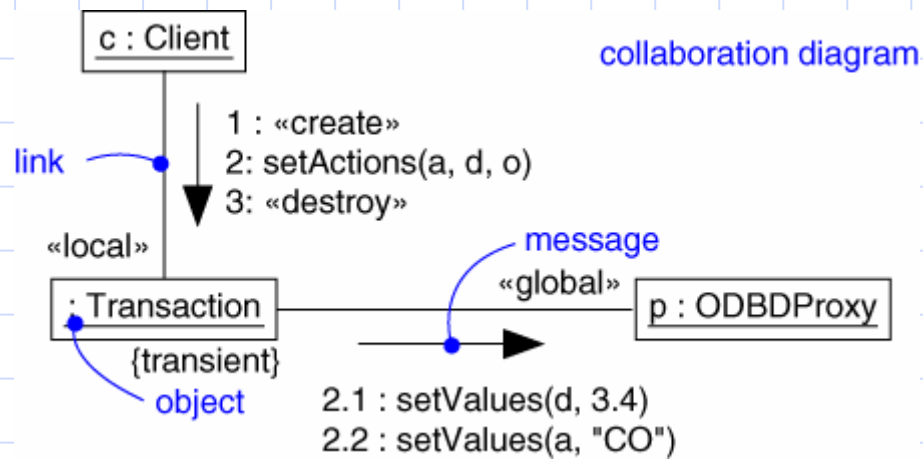 c : Client
collaboration diagram
1 : «create»
2: setActions(a, d, o)
3: «destroy»
link
«local»
message
«global»
: Transaction
p : ODBDProxy
{transient}
object
2.1 : setValues(d, 3.4)
2.2 : setValues(a, "CO")